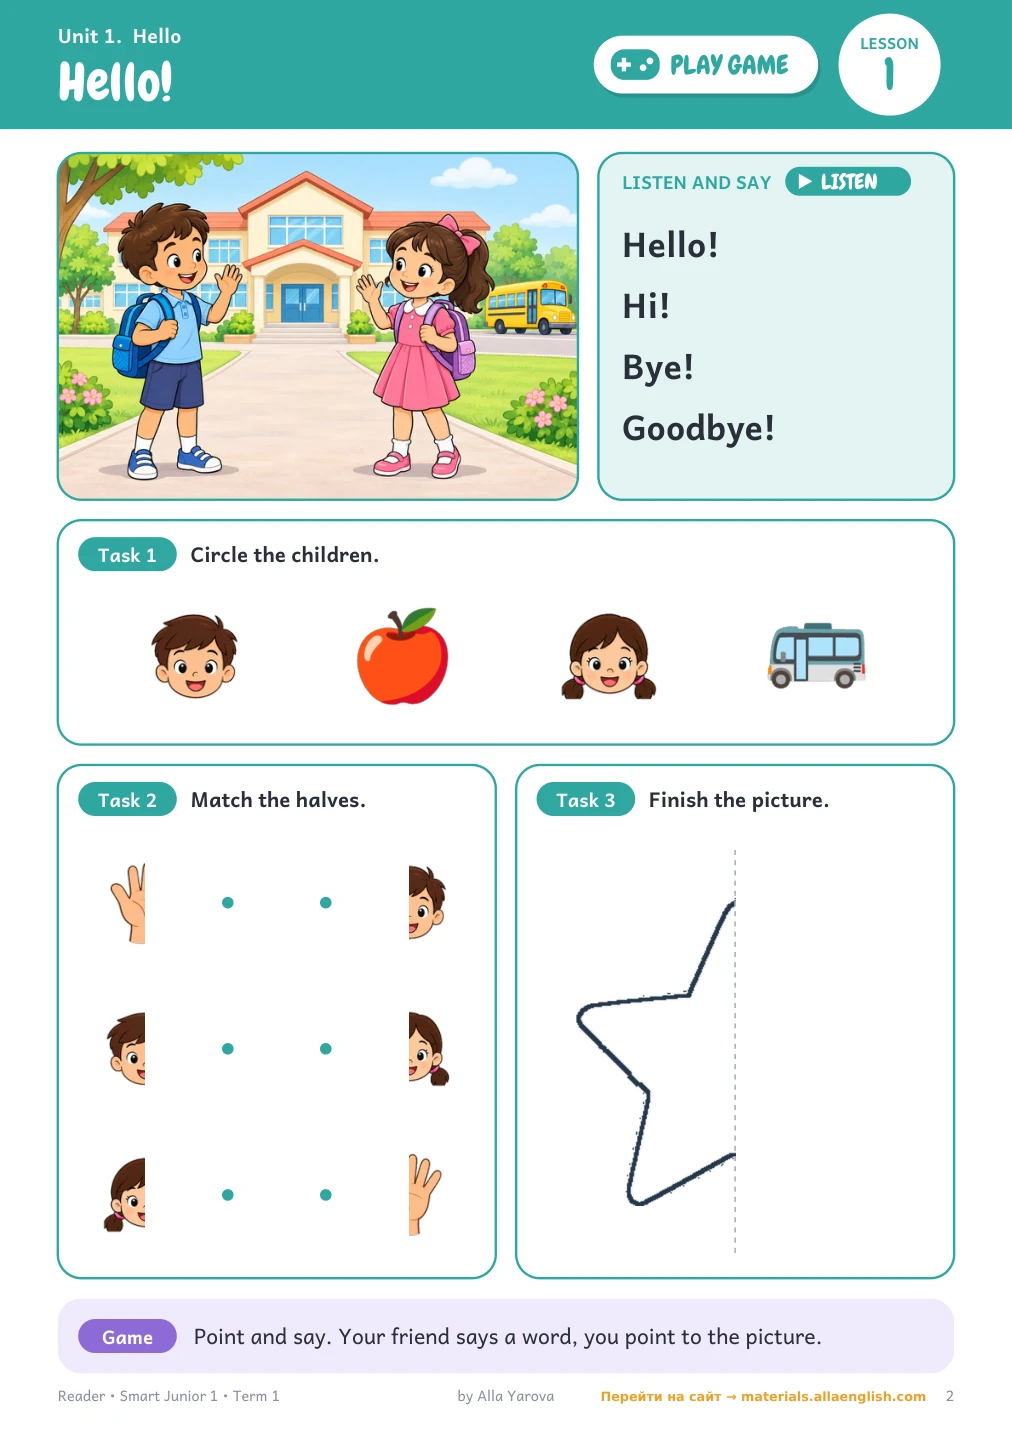 Unit 1. Hello
Hello!
PLAY GAME
LESSON
1
LISTEN AND SAY
LISTEN
Hello!
Hi!
Bye!
Goodbye!
Task 1 Circle the children.
Task 2 Match the halves.
Task 3 Finish the picture.
Game Point and say. Your friend says a word, you point to the picture.
Reader • Smart Junior 1 • Term 1
by Alla Yarova
Перейти на сайт → materials.allaenglish.com
2